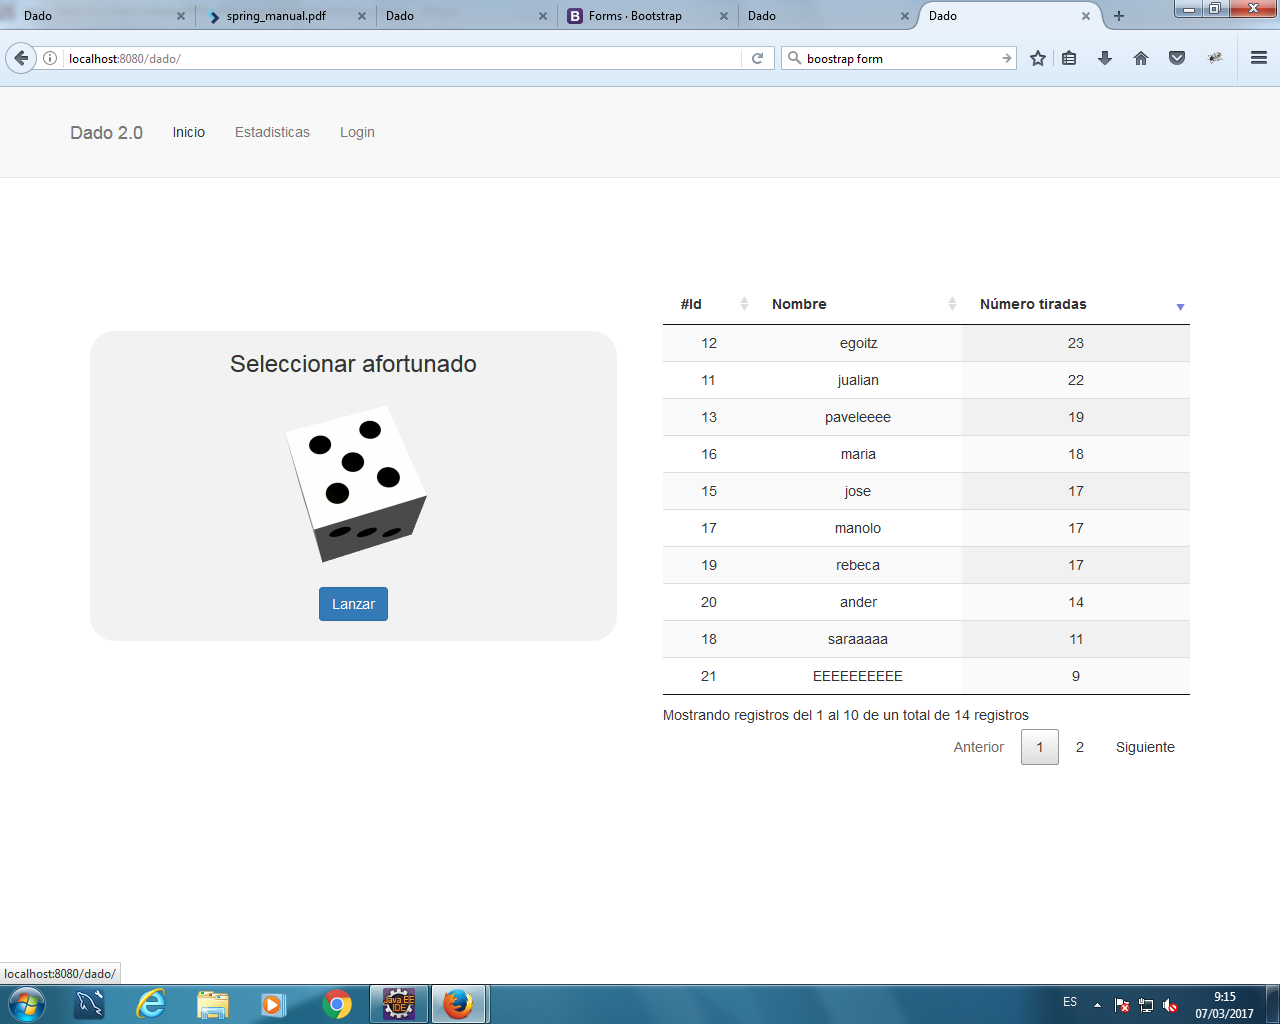 Dado
spring_manual.pdf
Dado
Forms · Bootstrap
Dado
Dado
localhost:8080/dado/
boostrap form
Dado 2.0
Inicio
Estadisticas
Login
Seleccionar afortunado
Lanzar
#Id Nombre Número tiradas
12 egoitz 23
11 jualian 22
13 paveleeee 19
16 maria 18
15 jose 17
17 manolo 17
19 rebeca 17
20 ander 14
18 saraaaaa 11
21 EEEEEEEEEE 9
Mostrando registros del 1 al 10 de un total de 14 registros
Anterior 1 2 Siguiente
localhost:8080/dado/
Java EE
IDE
ES
9:15
07/03/2017